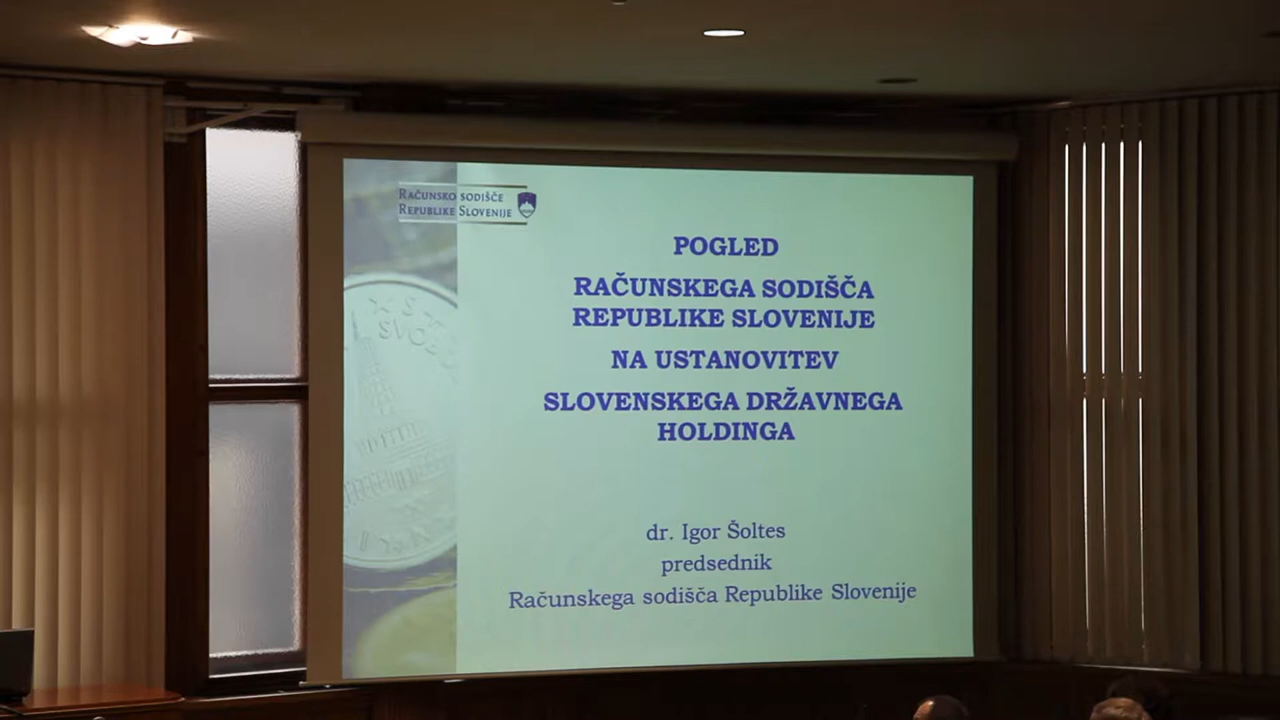 RAČUNSKO SODIŠČE
REPUBLIKE SLOVENIJE
POGLED
RAČUNSKEGA SODIŠČA
REPUBLIKE SLOVENIJE
NA USTANOVITEV
SLOVENSKEGA DRŽAVNEGA
HOLDINGA
dr. Igor Šoltes
predsednik
Računskega sodišča Republike Slovenije